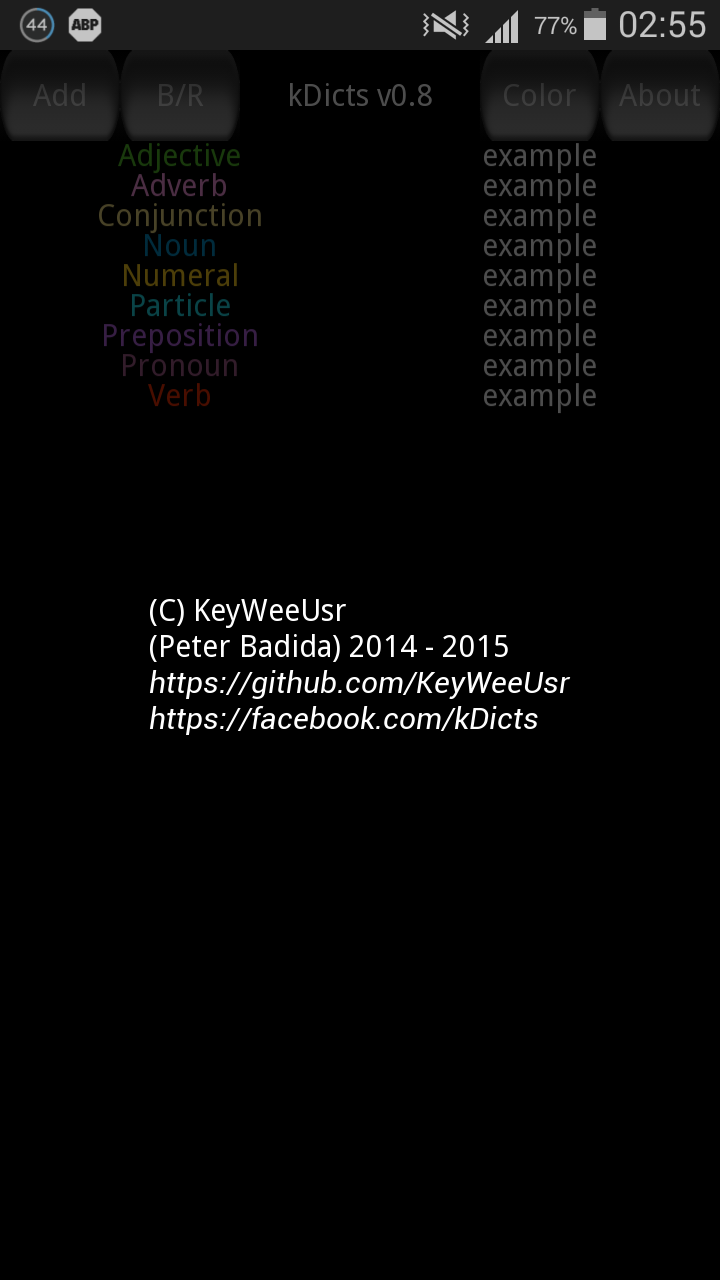 44 ABP 77% 02:55
Add B/R kDicts v0.8 Color About
Adjective example
Adverb example
Conjunction example
Noun example
Numeral example
Particle example
Preposition example
Pronoun example
Verb example
(C) KeyWeeUsr
(Peter Badida) 2014 - 2015
https://github.com/KeyWeeUsr
https://facebook.com/kDicts